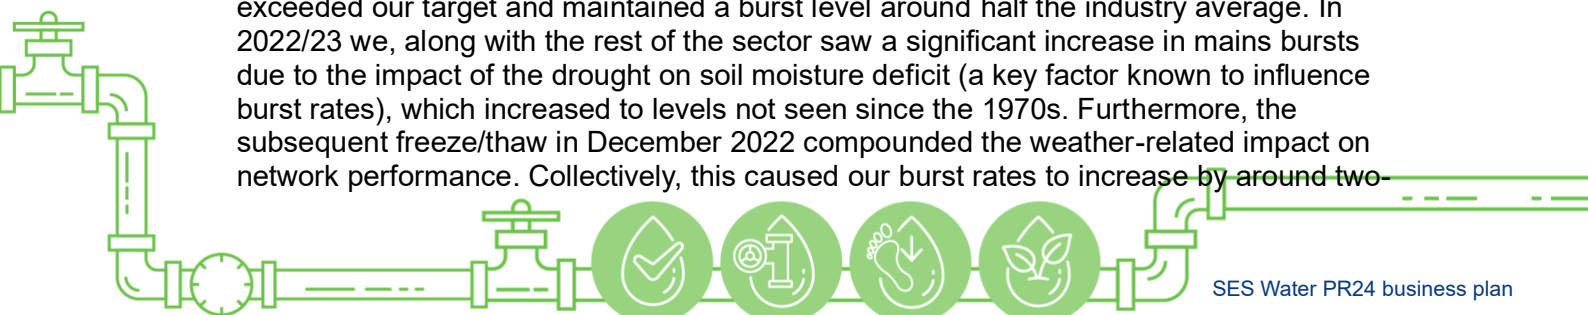 exceeded our target and maintained a burst level around half the industry average. In
2022/23 we, along with the rest of the sector saw a significant increase in mains bursts
due to the impact of the drought on soil moisture deficit (a key factor known to influence
burst rates), which increased to levels not seen since the 1970s. Furthermore, the
subsequent freeze/thaw in December 2022 compounded the weather-related impact on
network performance. Collectively, this caused our burst rates to increase by around two-
SES Water PR24 business plan